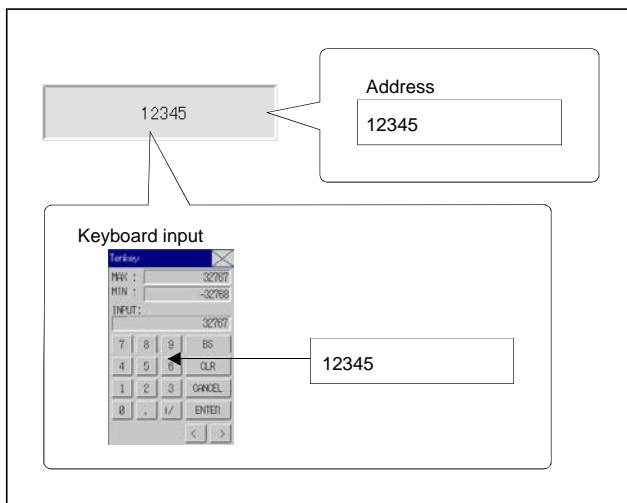 Address
12345
12345
Keyboard input
Tenkey
MAX : 32767
MIN : -32768
INPUT:
32767
7 8 9 BS
4 5 6 CLR
1 2 3 CANCEL
0 . +/ ENTER
< >
12345